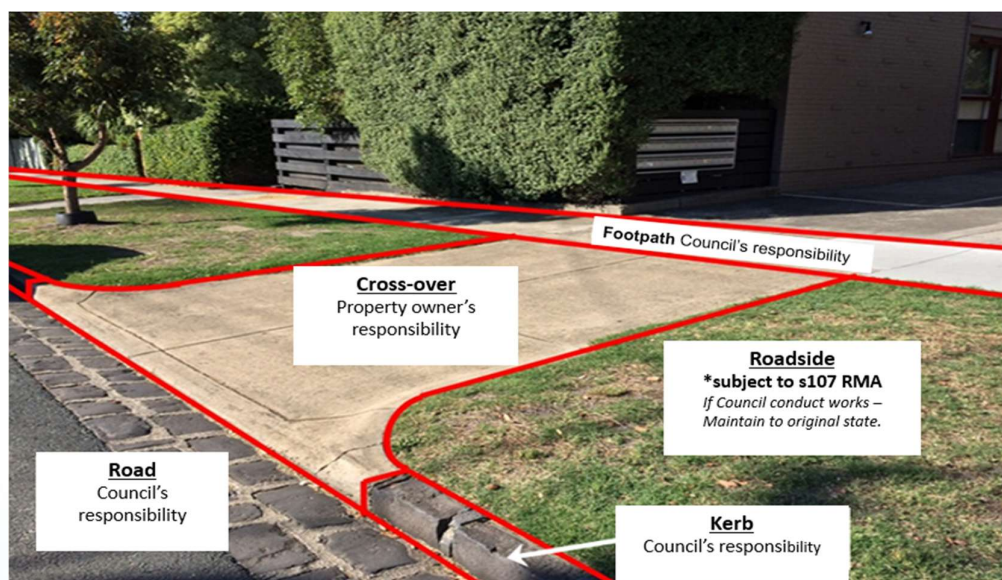 Footpath Council's responsibility
Cross-over
Property owner's
responsibility
Roadside
*subject to s107 RMA
If Council conduct works –
Maintain to original state.
Road
Council's
responsibility
Kerb
Council's responsibility